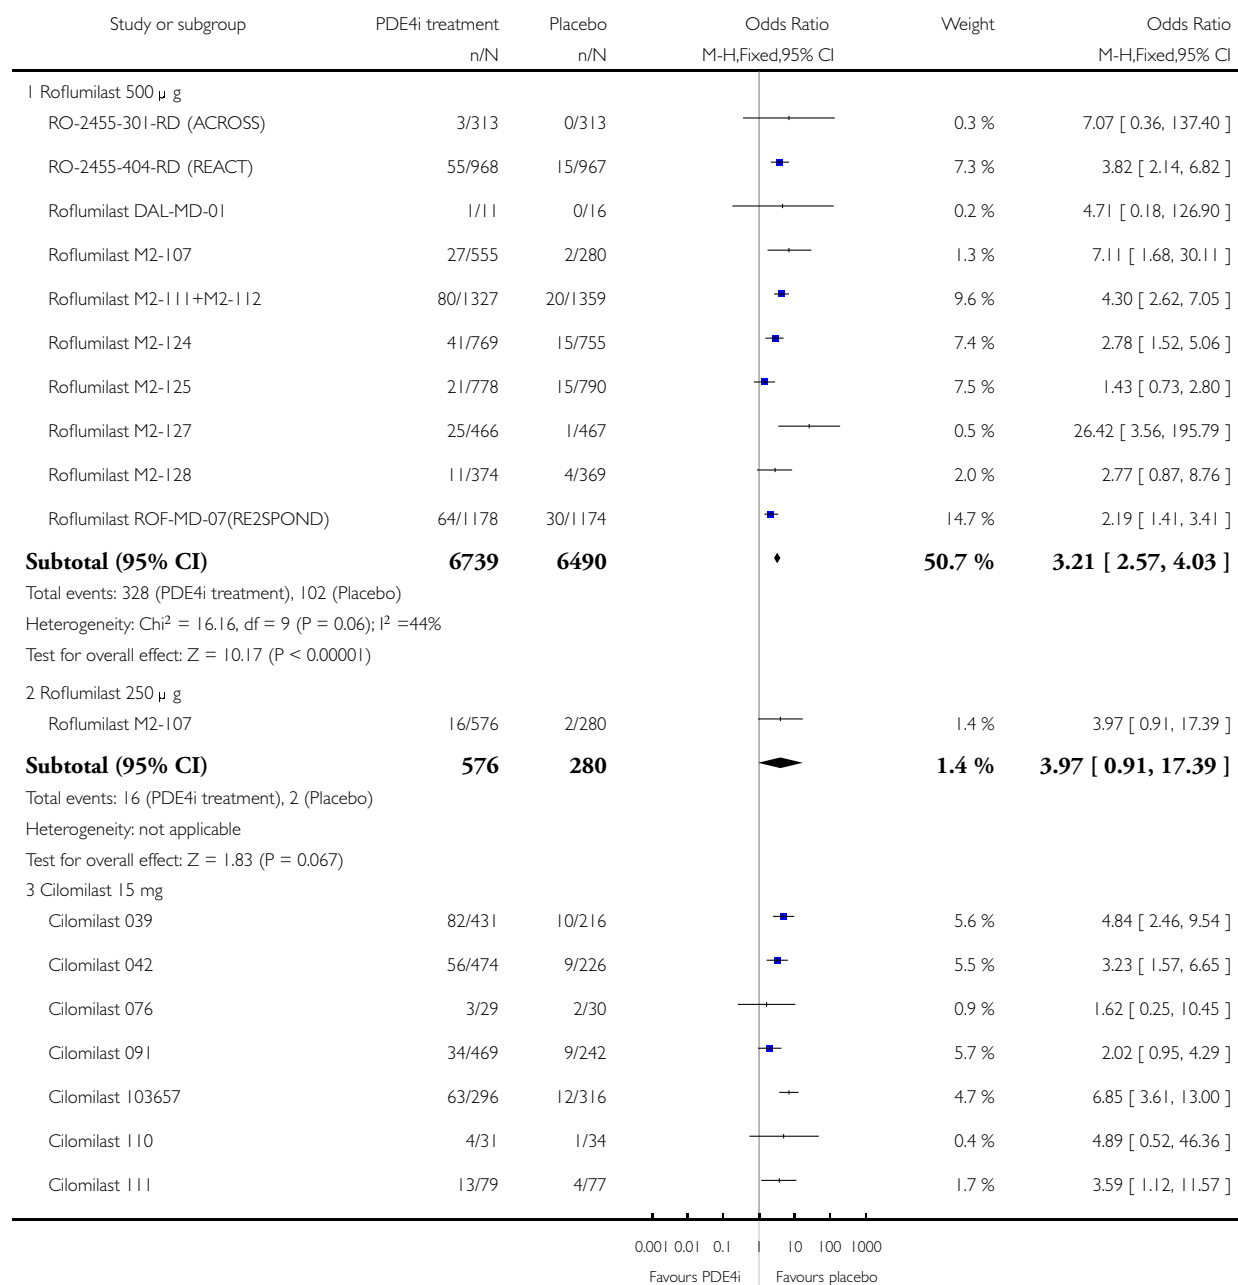 Study or subgroup PDE4i treatment Placebo Odds Ratio Weight Odds Ratio
n/N n/N M-H,Fixed,95% CI M-H,Fixed,95% CI
1 Roflumilast 500 μ g
RO-2455-301-RD (ACROSS) 3/313 0/313 0.3 % 7.07 [ 0.36, 137.40 ]
RO-2455-404-RD (REACT) 55/968 15/967 7.3 % 3.82 [ 2.14, 6.82 ]
Roflumilast DAL-MD-01 1/11 0/16 0.2 % 4.71 [ 0.18, 126.90 ]
Roflumilast M2-107 27/555 2/280 1.3 % 7.11 [ 1.68, 30.11 ]
Roflumilast M2-111+M2-112 80/1327 20/1359 9.6 % 4.30 [ 2.62, 7.05 ]
Roflumilast M2-124 41/769 15/755 7.4 % 2.78 [ 1.52, 5.06 ]
Roflumilast M2-125 21/778 15/790 7.5 % 1.43 [ 0.73, 2.80 ]
Roflumilast M2-127 25/466 1/467 0.5 % 26.42 [ 3.56, 195.79 ]
Roflumilast M2-128 11/374 4/369 2.0 % 2.77 [ 0.87, 8.76 ]
Roflumilast ROF-MD-07(RE2SPOND) 64/1178 30/1174 14.7 % 2.19 [ 1.41, 3.41 ]
Subtotal (95% CI) 6739 6490 50.7 % 3.21 [ 2.57, 4.03 ]
Total events: 328 (PDE4i treatment), 102 (Placebo)
Heterogeneity: Chi² = 16.16, df = 9 (P = 0.06); I² =44%
Test for overall effect: Z = 10.17 (P < 0.00001)
2 Roflumilast 250 μ g
Roflumilast M2-107 16/576 2/280 1.4 % 3.97 [ 0.91, 17.39 ]
Subtotal (95% CI) 576 280 1.4 % 3.97 [ 0.91, 17.39 ]
Total events: 16 (PDE4i treatment), 2 (Placebo)
Heterogeneity: not applicable
Test for overall effect: Z = 1.83 (P = 0.067)
3 Cilomilast 15 mg
Cilomilast 039 82/431 10/216 5.6 % 4.84 [ 2.46, 9.54 ]
Cilomilast 042 56/474 9/226 5.5 % 3.23 [ 1.57, 6.65 ]
Cilomilast 076 3/29 2/30 0.9 % 1.62 [ 0.25, 10.45 ]
Cilomilast 091 34/469 9/242 5.7 % 2.02 [ 0.95, 4.29 ]
Cilomilast 103657 63/296 12/316 4.7 % 6.85 [ 3.61, 13.00 ]
Cilomilast 110 4/31 1/34 0.4 % 4.89 [ 0.52, 46.36 ]
Cilomilast 111 13/79 4/77 1.7 % 3.59 [ 1.12, 11.57 ]
0.001 0.01 0.1 1 10 100 1000
Favours PDE4i Favours placebo